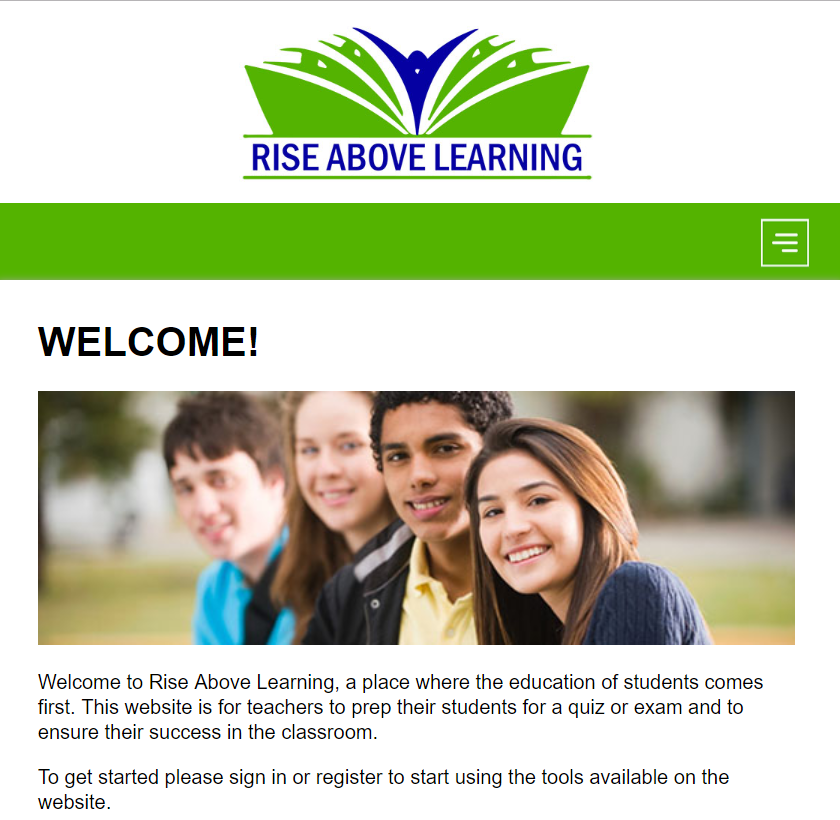 RISE ABOVE LEARNING
WELCOME!
Welcome to Rise Above Learning, a place where the education of students comes
first. This website is for teachers to prep their students for a quiz or exam and to
ensure their success in the classroom.
To get started please sign in or register to start using the tools available on the
website.